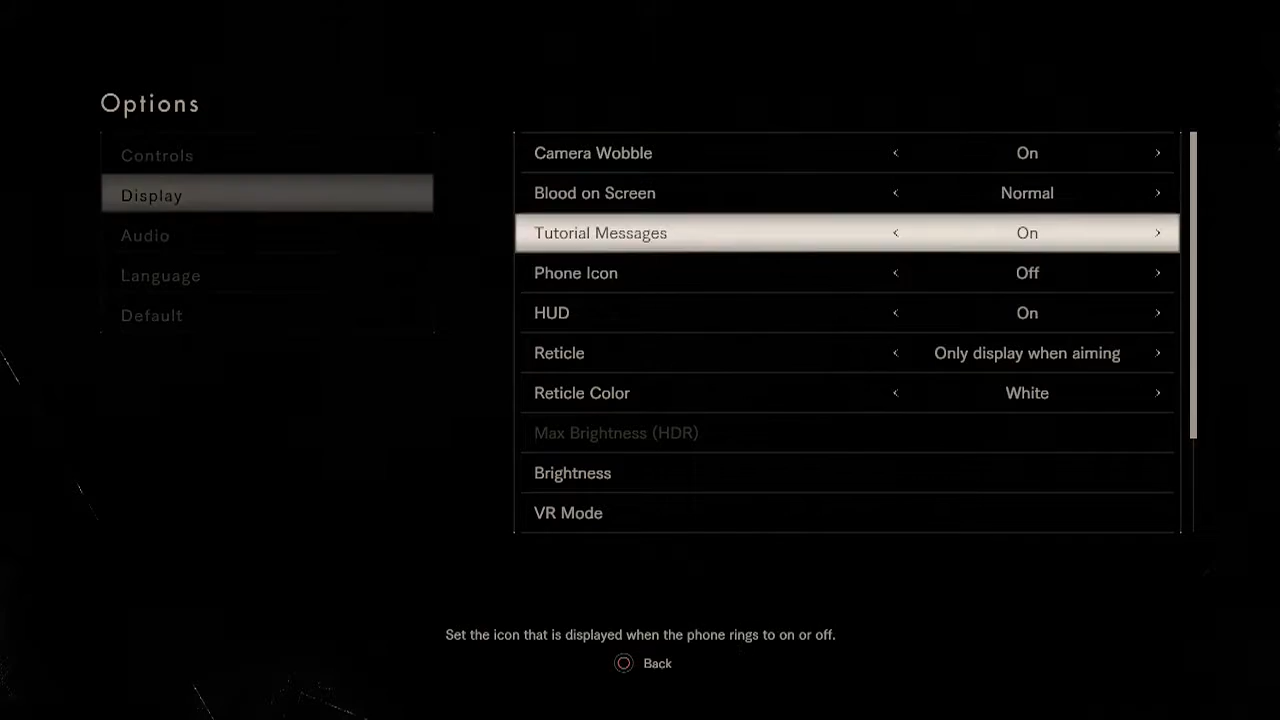 Options
Controls
Display
Audio
Language
Default
Camera Wobble < On >
Blood on Screen < Normal >
Tutorial Messages < On >
Phone Icon < Off >
HUD < On >
Reticle < Only display when aiming >
Reticle Color < White >
Max Brightness (HDR)
Brightness
VR Mode
Set the icon that is displayed when the phone rings to on or off.
Back